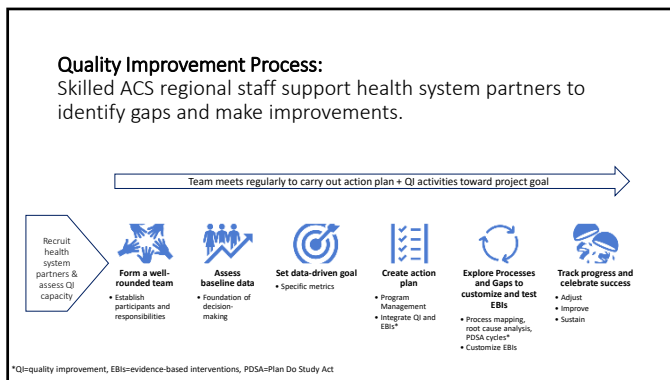 Quality Improvement Process:
Skilled ACS regional staff support health system partners to
identify gaps and make improvements.
Team meets regularly to carry out action plan + QI activities toward project goal
Recruit
health
system
partners &
assess QI
capacity
Form a well-
rounded team
• Establish
participants and
responsibilities
Assess
baseline data
• Foundation of
decision-
making
Set data-driven goal
• Specific metrics
Create action
plan
• Program
Management
• Integrate QI and
EBIs*
Explore Processes
and Gaps to
customize and test
EBIs
• Process mapping,
root cause analysis,
PDSA cycles*
• Customize EBIs
Track progress and
celebrate success
• Adjust
• Improve
• Sustain
*QI=quality improvement, EBIs=evidence-based interventions, PDSA=Plan Do Study Act